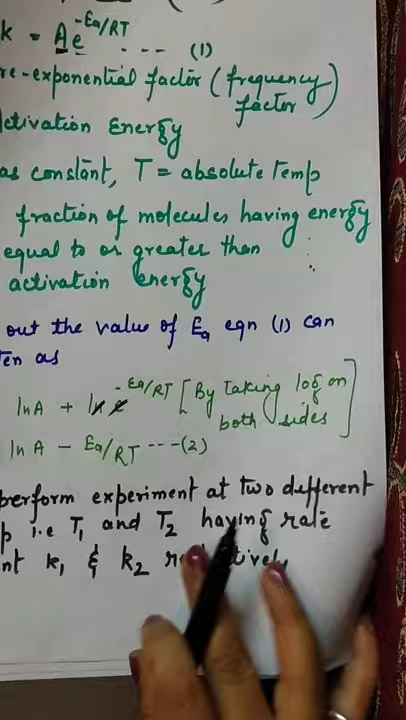 k = Ae^-Ea/RT ---- (1)
re-exponential factor (frequency
factor)
Activation Energy
as constant, T = absolute Temp
fraction of molecules having energy
equal to or greater than
activation energy
out the value of Ea eqn (1) can
ten as
lnA + ln e^-Ea/RT [By taking log on
both sides]
lnA - Ea/RT ----(2)
perform experiment at two different
p i.e T₁ and T₂ having rate
nt k₁ & k₂